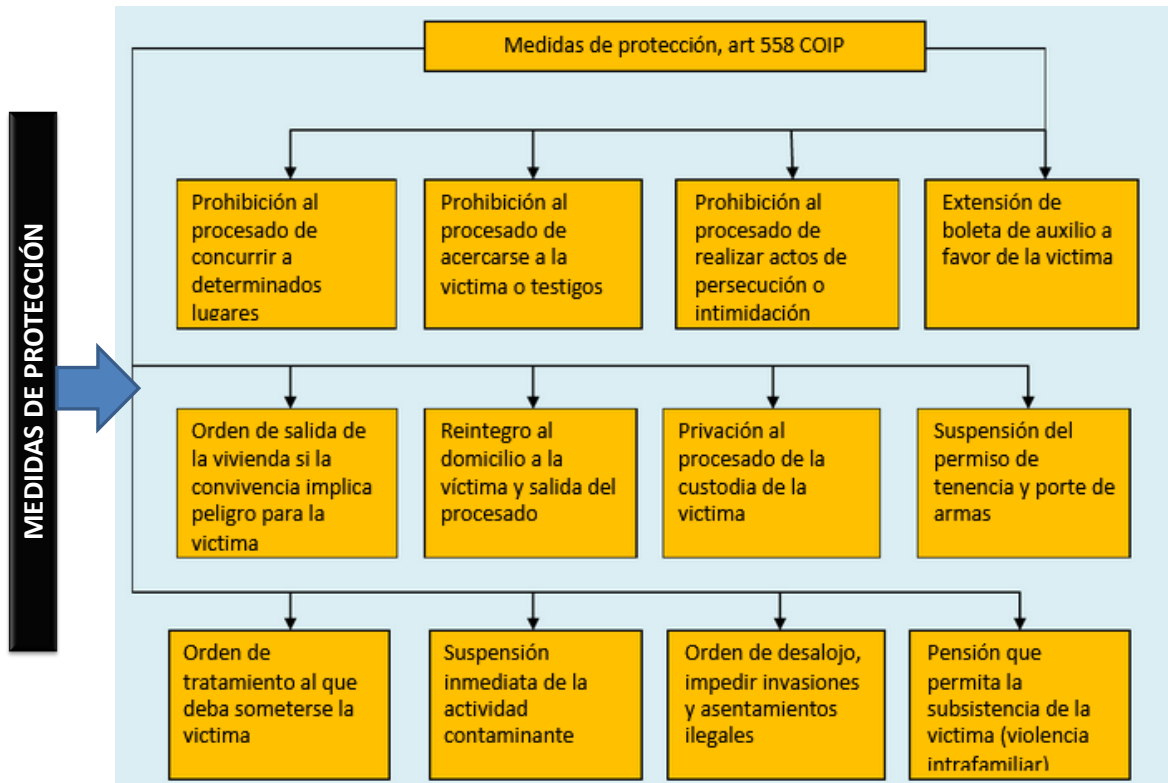 MEDIDAS DE PROTECCIÓN
Medidas de protección, art 558 COIP
Prohibición al
procesado de
concurrir a
determinados
lugares
Prohibición al
procesado de
acercarse a la
victima o testigos
Prohibición al
procesado de
realizar actos de
persecución o
intimidación
Extensión de
boleta de auxilio a
favor de la victima
Orden de salida de
la vivienda si la
convivencia implica
peligro para la
victima
Reintegro al
domicilio a la
víctima y salida del
procesado
Privación al
procesado de la
custodia de la
victima
Suspensión del
permiso de
tenencia y porte de
armas
Orden de
tratamiento al que
deba someterse la
victima
Suspensión
inmediata de la
actividad
contaminante
Orden de desalojo,
impedir invasiones
y asentamientos
ilegales
Pensión que
permita la
subsistencia de la
victima (violencia
intrafamiliar)